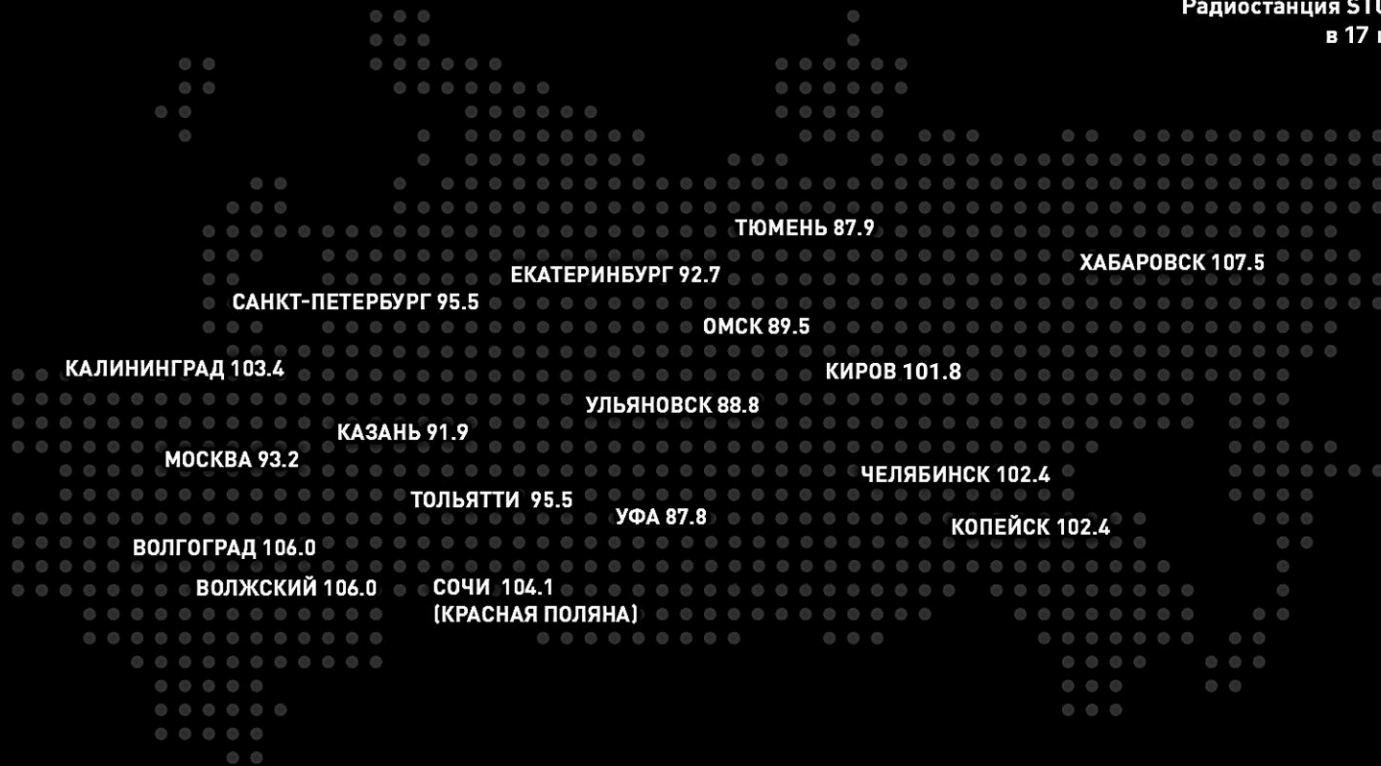 Радиостанция
в 17
ТЮМЕНЬ 87.9
ХАБАРОВСК 107.5
ЕКАТЕРИНБУРГ 92.7
САНКТ-ПЕТЕРБУРГ 95.5
ОМСК 89.5
КАЛИНИНГРАД 103.4
КИРОВ 101.8
УЛЬЯНОВСК 88.8
КАЗАНЬ 91.9
МОСКВА 93.2
ЧЕЛЯБИНСК 102.4
ТОЛЬЯТТИ 95.5
УФА 87.8
КОПЕЙСК 102.4
ВОЛГОГРАД 106.0
ВОЛЖСКИЙ 106.0
СОЧИ 104.1
(КРАСНАЯ ПОЛЯНА)